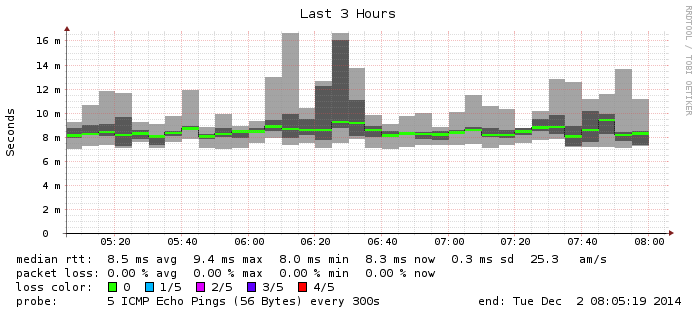 Last 3 Hours
RRDTOOL / TOBI OETIKER
Seconds
16 m
14 m
12 m
10 m
8 m
6 m
4 m
2 m
0
05:20 05:40 06:00 06:20 06:40 07:00 07:20 07:40 08:00
median rtt: 8.5 ms avg 9.4 ms max 8.0 ms min 8.3 ms now 0.3 ms sd 25.3 am/s
packet loss: 0.00 % avg 0.00 % max 0.00 % min 0.00 % now
loss color: 0 1/5 2/5 3/5 4/5
probe: 5 ICMP Echo Pings (56 Bytes) every 300s end: Tue Dec 2 08:05:19 2014